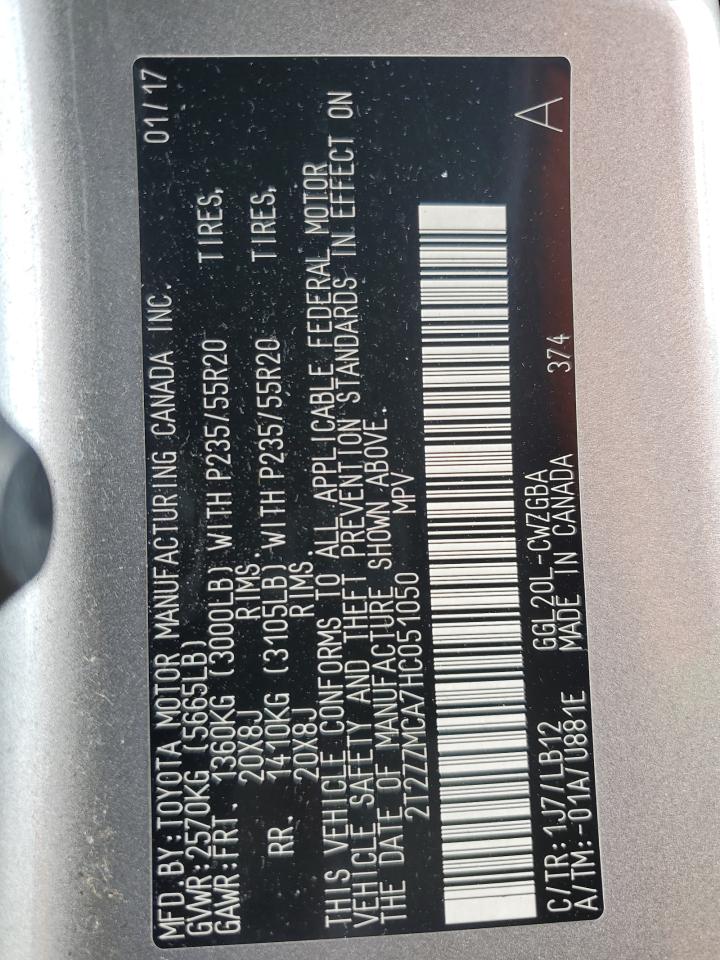 MFD.BY:TOYOTA MOTOR MANUFACTURING CANADA INC. 01/17
GVWR:2570KG (5665LB)
GAWR:FRT. 1360KG (3000LB) WITH P235/55R20 TIRES,
20X8J RIMS.
RR. 1410KG (3105LB) WITH P235/55R20 TIRES,
20X8J RIMS.
THIS VEHICLE CONFORMS TO ALL APPLICABLE FEDERAL MOTOR
VEHICLE SAFETY AND THEFT PREVENTION STANDARDS IN EFFECT ON
THE DATE OF MANUFACTURE SHOWN ABOVE.
2T2ZZMCA7HC051050 MPV
A
GGL20L-CWZGBA
C/TR:1J7/LB12 MADE IN CANADA 374
A/TM:-01A/U881E